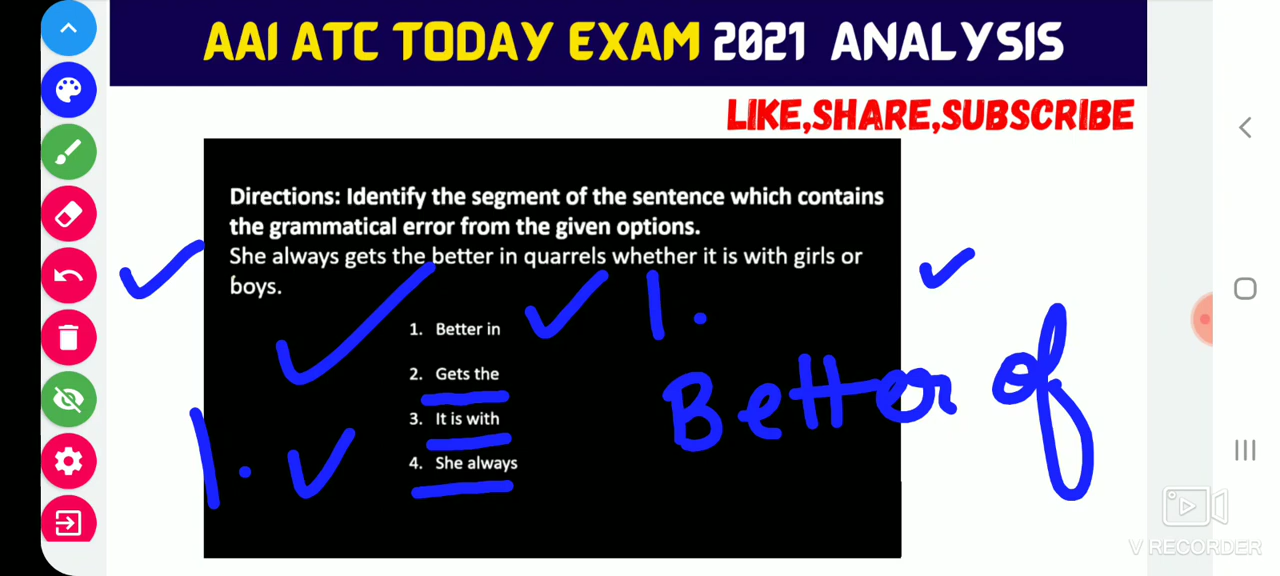 AAI ATC TODAY EXAM 2021 ANALYSIS
LIKE,SHARE,SUBSCRIBE
Directions: Identify the segment of the sentence which contains
the grammatical error from the given options.
She always gets the better in quarrels whether it is with girls or
boys.
1. Better in
1.
2. Gets the
Better of
3. It is with
4. She always
1.
V RECORDER